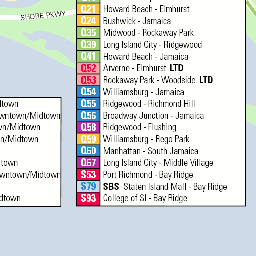 SHORE PKWY
Q21 Howard Beach - Elmhurst
Q24 Bushwick - Jamaica
Q35 Midwood - Rockaway Park
Q39 Long Island City - Ridgewood
Q41 Howard Beach - Jamaica
Q52 Arverne - Elmhurst LTD
Q53 Rockaway Park - Woodside LTD
Q54 Williamsburg - Jamaica
Q55 Ridgewood - Richmond Hill
Q56 Broadway Junction - Jamaica
Q58 Ridgewood - Flushing
Q59 Williamsburg - Rego Park
Q60 Manhattan - South Jamaica
Q67 Long Island City - Middle Village
S53 Port Richmond - Bay Ridge
S79 SBS Staten Island Mall - Bay Ridge
S93 College of SI - Bay Ridge
dtown
wntown/Midtown
wn/Midtown
n/Midtown
town
owntown/Midtown
dtown